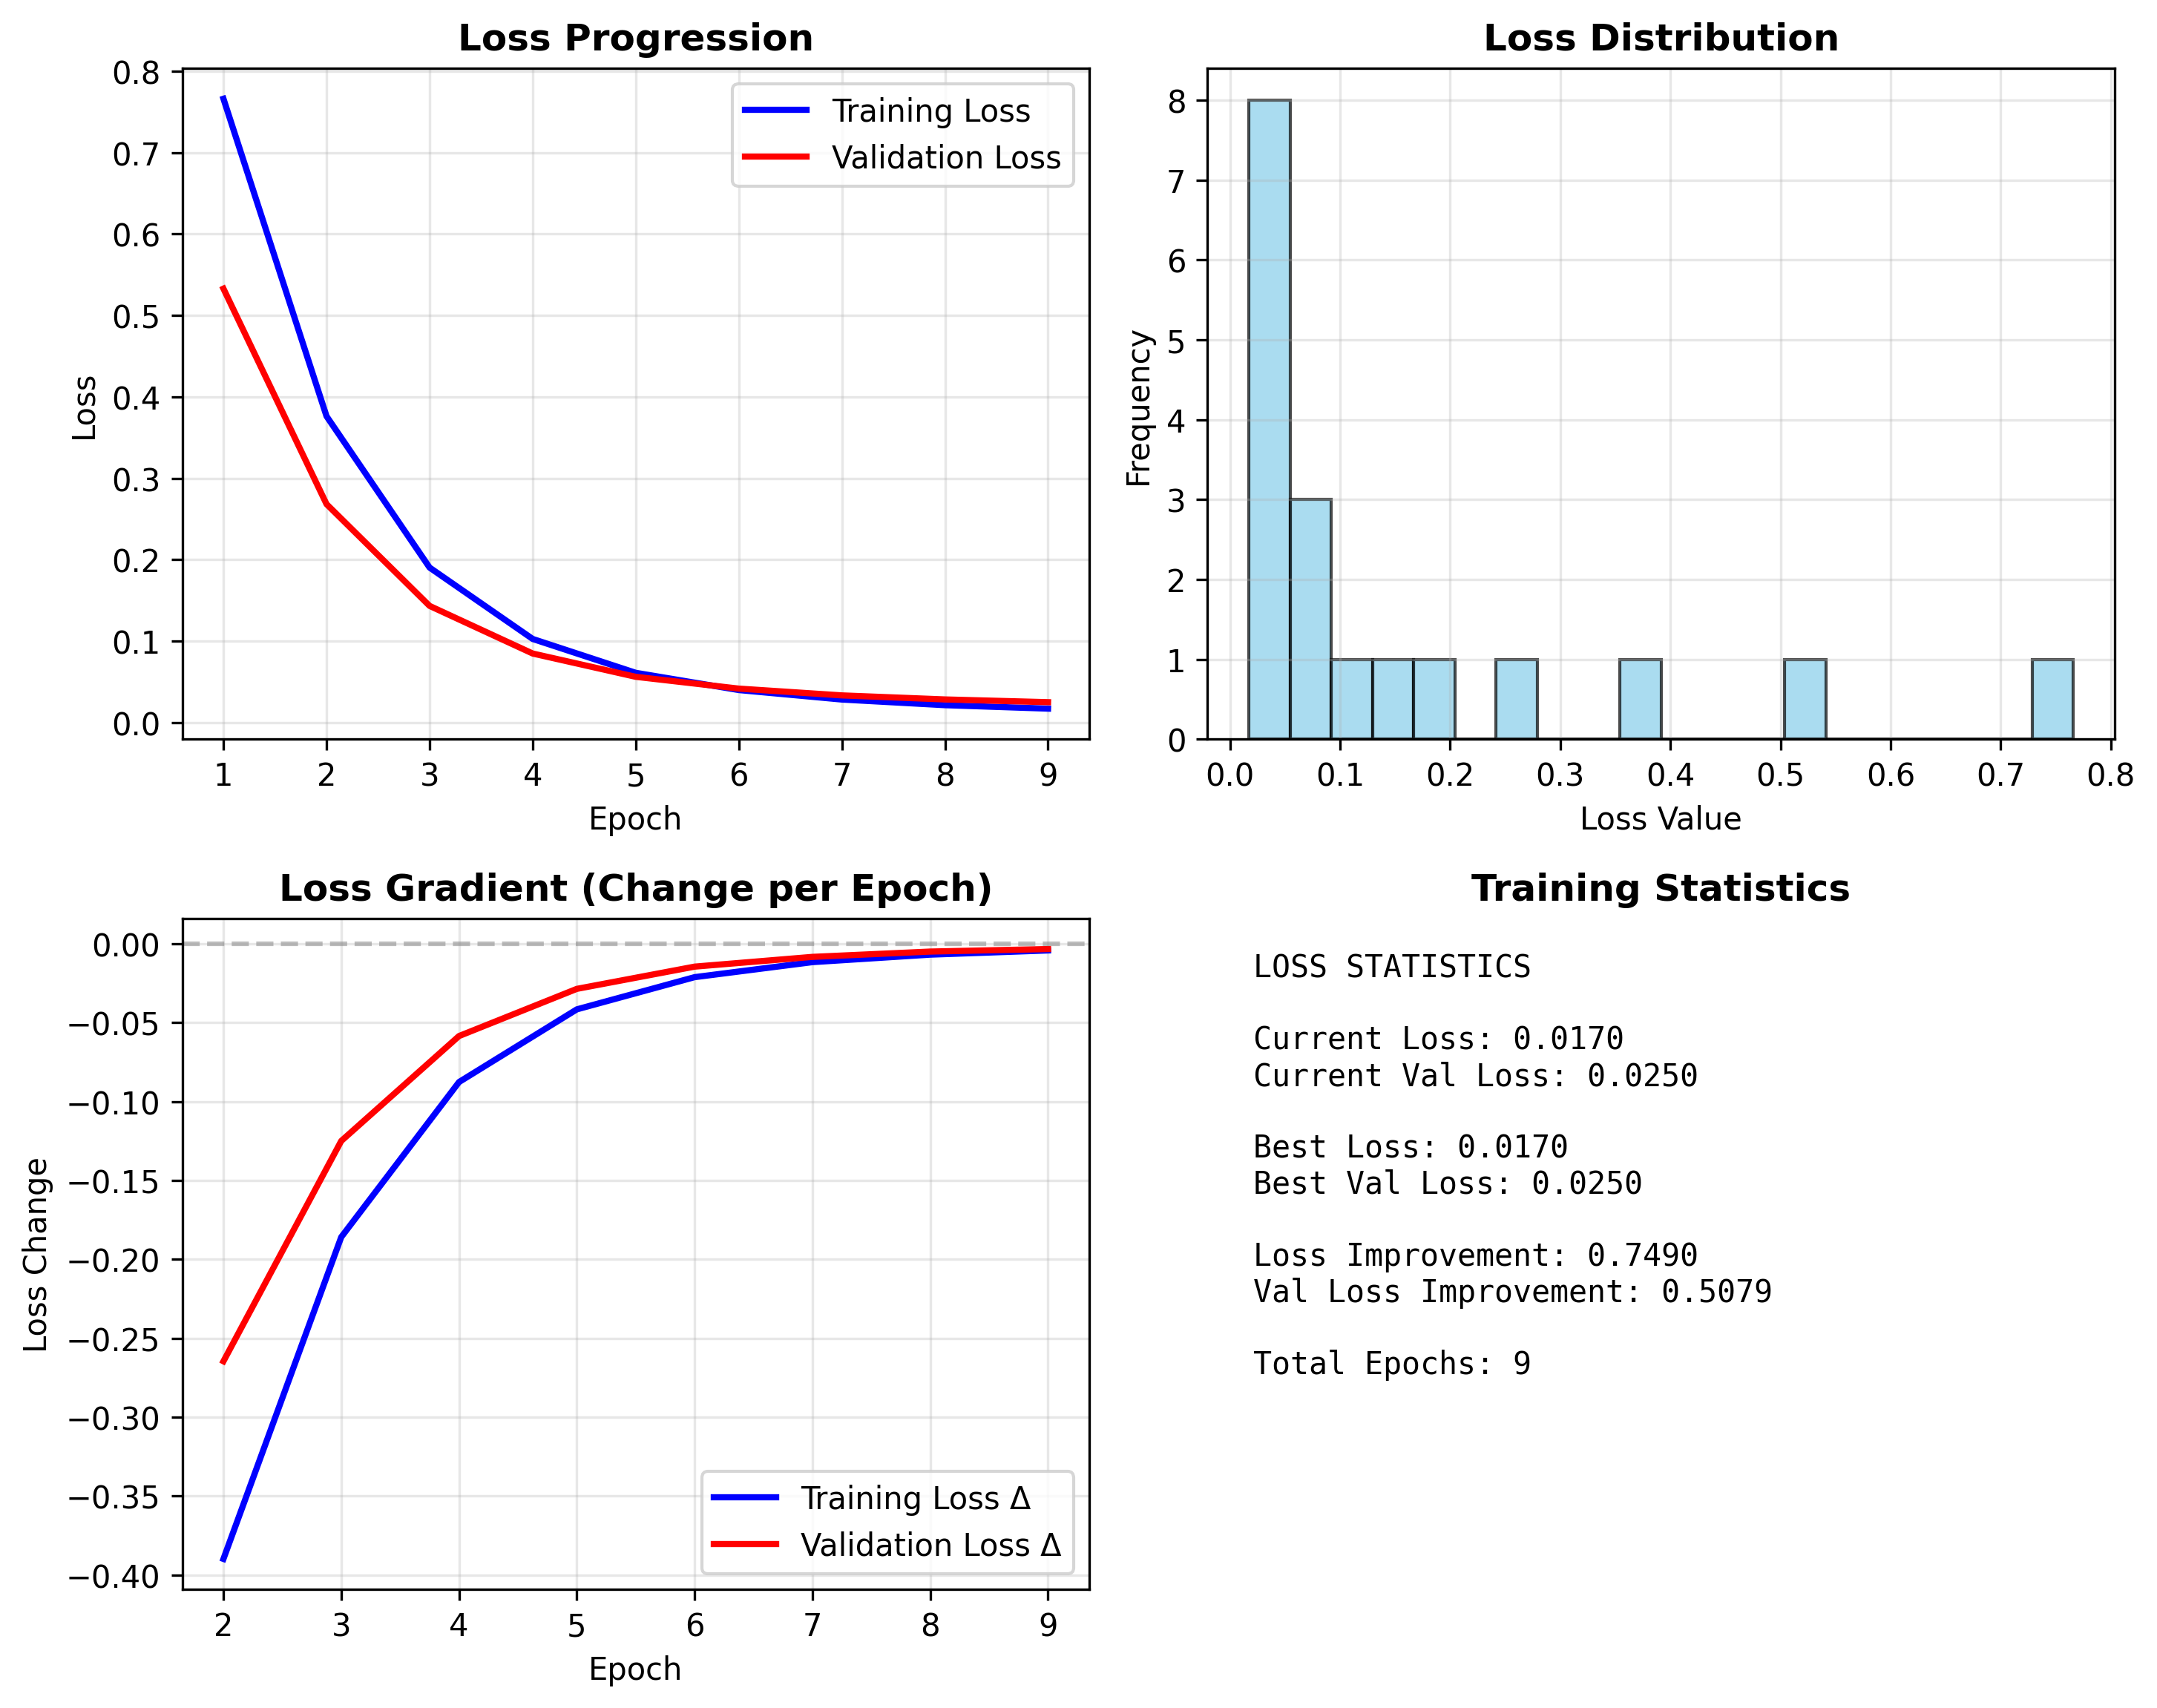 Loss Progression
0.8
0.7
0.6
0.5
0.4
0.3
0.2
0.1
0.0
Loss
Training Loss
Validation Loss
1 2 3 4 5 6 7 8 9
Epoch
Loss Distribution
8
7
6
5
4
3
2
1
0
Frequency
0.0 0.1 0.2 0.3 0.4 0.5 0.6 0.7 0.8
Loss Value
Loss Gradient (Change per Epoch)
0.00
−0.05
−0.10
−0.15
−0.20
−0.25
−0.30
−0.35
−0.40
Loss Change
Training Loss Δ
Validation Loss Δ
2 3 4 5 6 7 8 9
Epoch
Training Statistics
LOSS STATISTICS
Current Loss: 0.0170
Current Val Loss: 0.0250
Best Loss: 0.0170
Best Val Loss: 0.0250
Loss Improvement: 0.7490
Val Loss Improvement: 0.5079
Total Epochs: 9